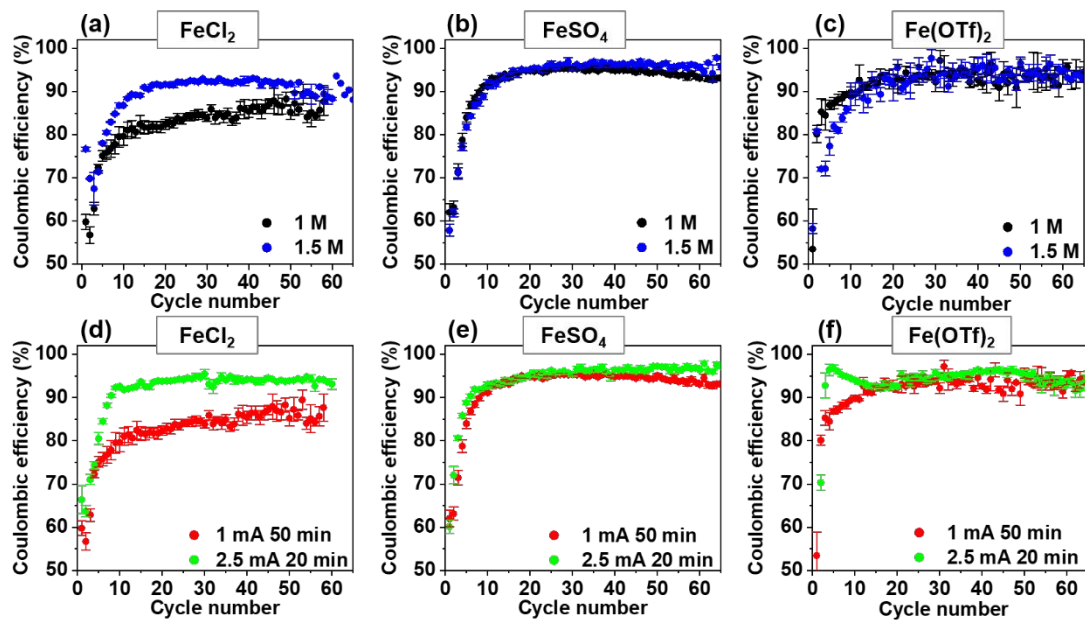 (a) FeCl₂
Coulombic efficiency (%)
100
90
80
70
60
50
0 10 20 30 40 50 60
Cycle number
1 M
1.5 M
(b) FeSO₄
Coulombic efficiency (%)
100
90
80
70
60
50
0 10 20 30 40 50 60
Cycle number
1 M
1.5 M
(c) Fe(OTf)₂
Coulombic efficiency (%)
100
90
80
70
60
50
0 10 20 30 40 50 60
Cycle number
1 M
1.5 M
(d) FeCl₂
Coulombic efficiency (%)
100
90
80
70
60
50
0 10 20 30 40 50 60
Cycle number
1 mA 50 min
2.5 mA 20 min
(e) FeSO₄
Coulombic efficiency (%)
100
90
80
70
60
50
0 10 20 30 40 50 60
Cycle number
1 mA 50 min
2.5 mA 20 min
(f) Fe(OTf)₂
Coulombic efficiency (%)
100
90
80
70
60
50
0 10 20 30 40 50 60
Cycle number
1 mA 50 min
2.5 mA 20 min